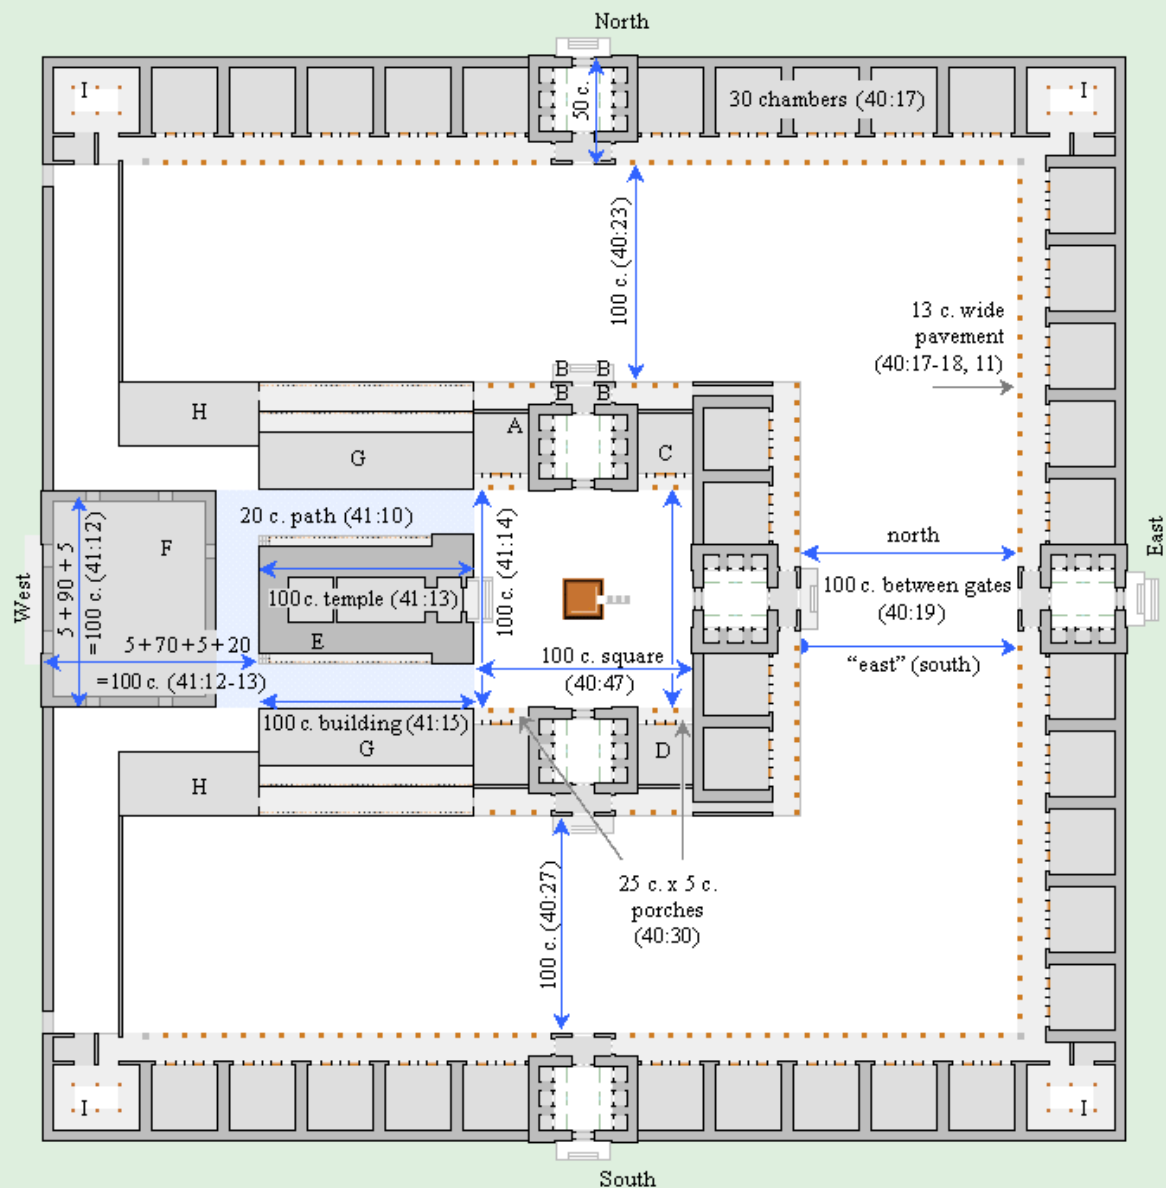 North
I
50 c.
30 chambers (40:17)
I
100 c. (40:23)
13 c. wide
pavement
(40:17-18, 11)
B B
B B
H
A
C
G
20 c. path (41:10)
F
5+90+5
=100 c. (41:12)
100 c. (41:14)
north
East
West
100 c. temple (41:13)
100 c. between gates
(40:19)
E
5+70+5+20
=100 c. (41:12-13)
100 c. square
(40:47)
“east” (south)
100 c. building (41:15)
G
D
H
25 c. x 5 c.
porches
(40:30)
100 c. (40:27)
I
I
South